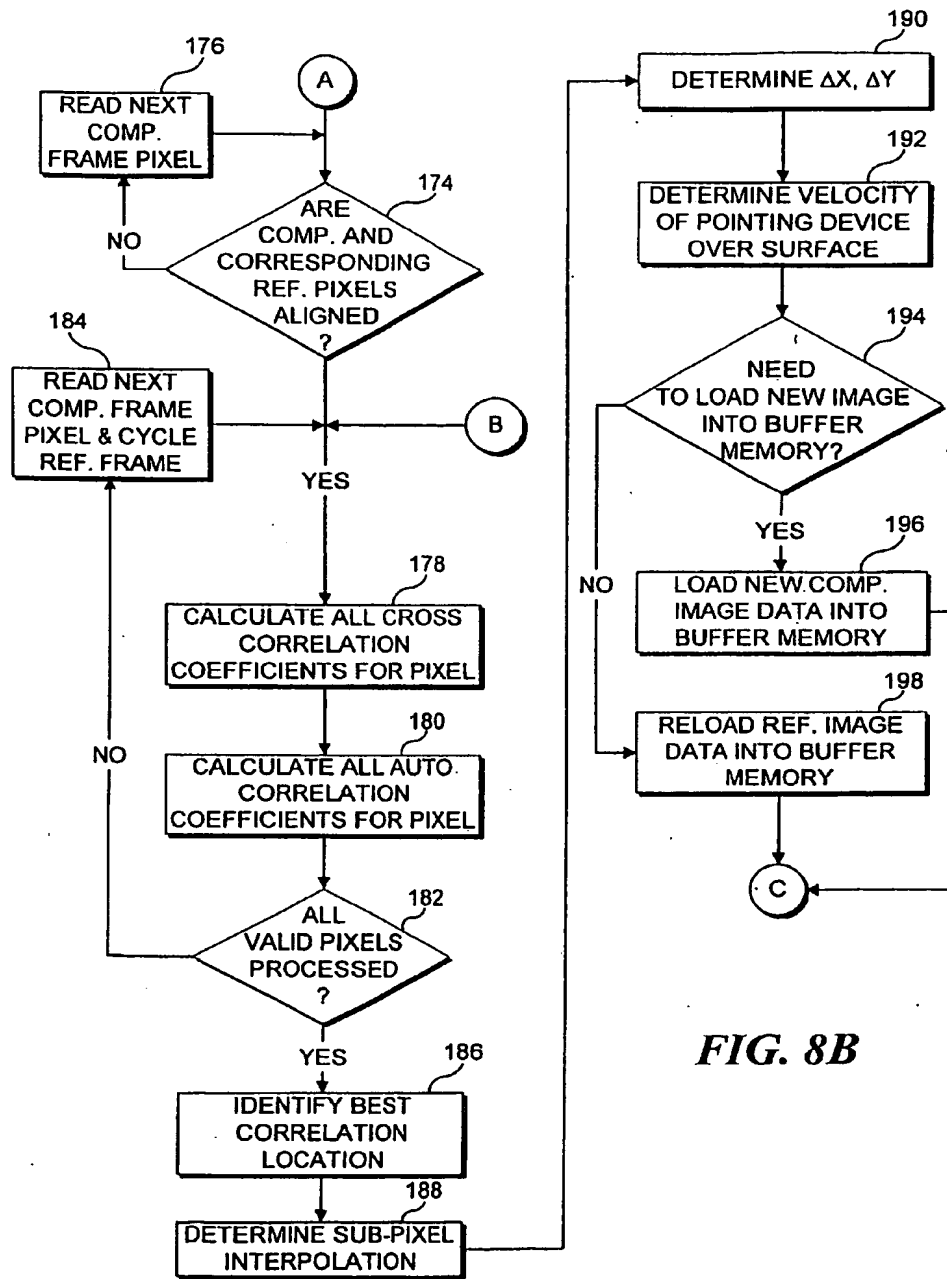 176
A
READ NEXT
COMP.
FRAME PIXEL
174
ARE
COMP. AND
CORRESPONDING
REF. PIXELS
ALIGNED
?
NO
184
READ NEXT
COMP. FRAME
PIXEL & CYCLE
REF. FRAME
B
YES
178
CALCULATE ALL CROSS
CORRELATION
COEFFICIENTS FOR PIXEL
NO
180
CALCULATE ALL AUTO
CORRELATION
COEFFICIENTS FOR PIXEL
182
ALL
VALID PIXELS
PROCESSED
?
YES
186
IDENTIFY BEST
CORRELATION
LOCATION
188
DETERMINE SUB-PIXEL
INTERPOLATION
190
DETERMINE ΔX, ΔY
192
DETERMINE VELOCITY
OF POINTING DEVICE
OVER SURFACE
194
NEED
TO LOAD NEW IMAGE
INTO BUFFER
MEMORY?
YES
NO
196
LOAD NEW COMP.
IMAGE DATA INTO
BUFFER MEMORY
198
RELOAD REF. IMAGE
DATA INTO BUFFER
MEMORY
C
FIG. 8B